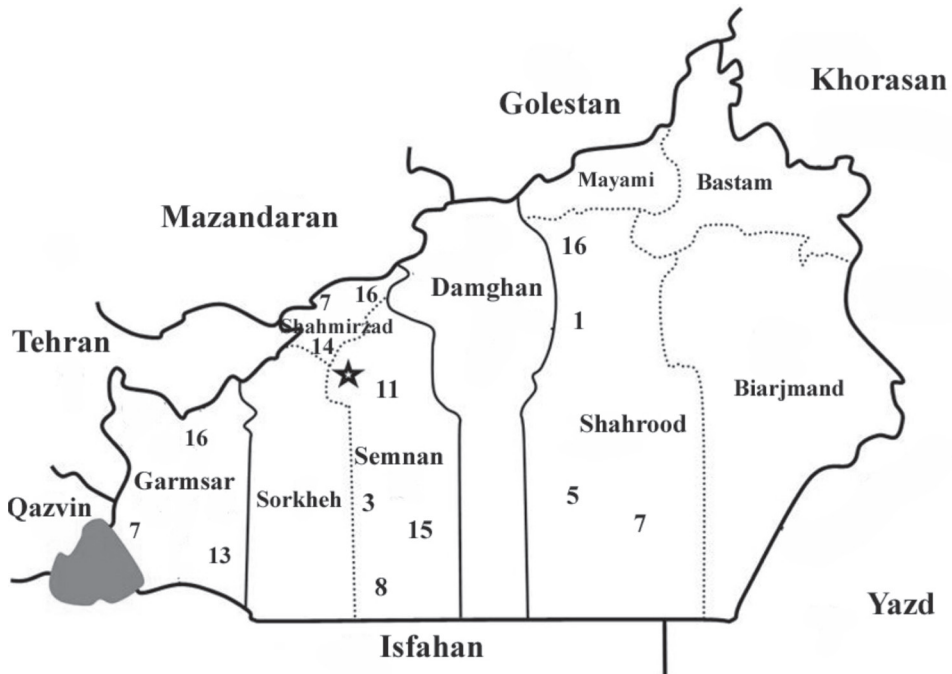 Khorasan
Golestan
Mayami
Bastam
Mazandaran
16
Damghan
7
16
1
Shahmirzad
Tehran
14
11
Biarjmand
Shahrood
16
Semnan
Garmsar
Sorkheh
3
5
Qazvin
7
15
7
13
8
Yazd
Isfahan